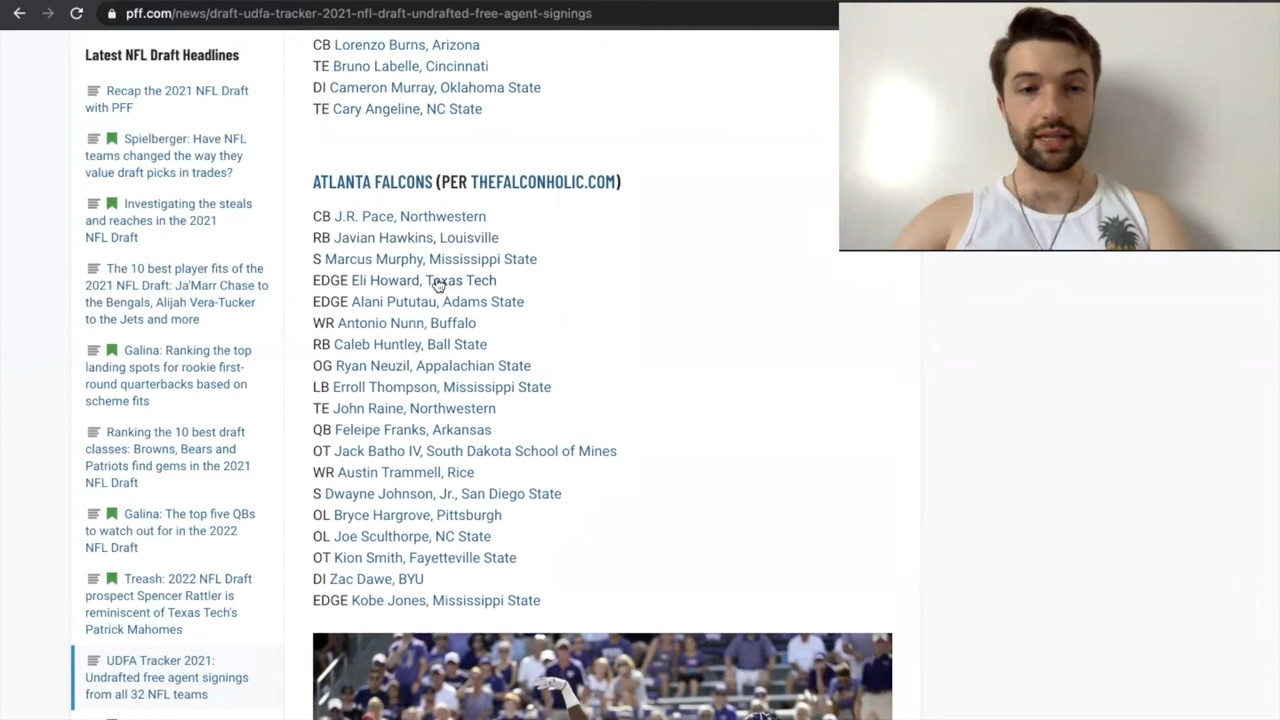 pff.com/news/draft-udfa-tracker-2021-nfl-draft-undrafted-free-agent-signings
Latest NFL Draft Headlines
Recap the 2021 NFL Draft
with PFF
Spielberger: Have NFL
teams changed the way they
value draft picks in trades?
Investigating the steals
and reaches in the 2021
NFL Draft
The 10 best player fits of the
2021 NFL Draft: Ja'Marr Chase to
the Bengals, Alijah Vera-Tucker
to the Jets and more
Galina: Ranking the top
landing spots for rookie first-
round quarterbacks based on
scheme fits
Ranking the 10 best draft
classes: Browns, Bears and
Patriots find gems in the 2021
NFL Draft
Galina: The top five QBs
to watch out for in the 2022
NFL Draft
Treash: 2022 NFL Draft
prospect Spencer Rattler is
reminiscent of Texas Tech's
Patrick Mahomes
UDFA Tracker 2021:
Undrafted free agent signings
from all 32 NFL teams
CB Lorenzo Burns, Arizona
TE Bruno Labelle, Cincinnati
DI Cameron Murray, Oklahoma State
TE Cary Angeline, NC State
ATLANTA FALCONS (PER THEFALCONHOLIC.COM)
CB J.R. Pace, Northwestern
RB Javian Hawkins, Louisville
S Marcus Murphy, Mississippi State
EDGE Eli Howard, Texas Tech
EDGE Alani Pututau, Adams State
WR Antonio Nunn, Buffalo
RB Caleb Huntley, Ball State
OG Ryan Neuzil, Appalachian State
LB Erroll Thompson, Mississippi State
TE John Raine, Northwestern
QB Feleipe Franks, Arkansas
OT Jack Batho IV, South Dakota School of Mines
WR Austin Trammell, Rice
S Dwayne Johnson, Jr., San Diego State
OL Bryce Hargrove, Pittsburgh
OL Joe Sculthorpe, NC State
OT Kion Smith, Fayetteville State
DI Zac Dawe, BYU
EDGE Kobe Jones, Mississippi State